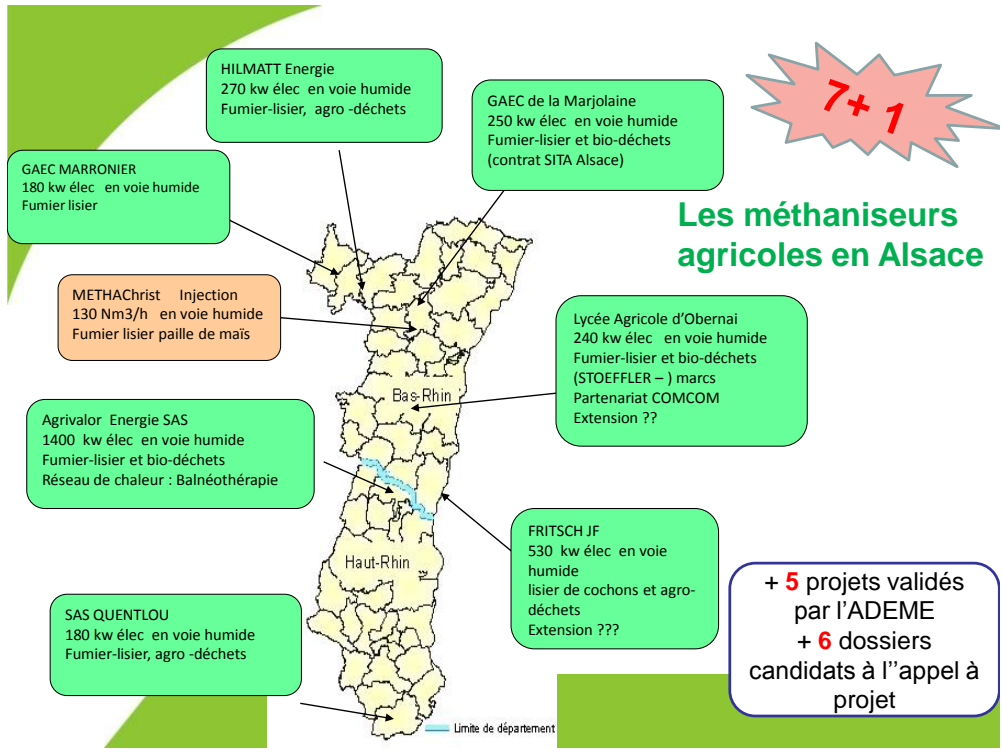 HILMATT Energie
270 kw élec en voie humide
Fumier-lisier, agro -déchets
GAEC de la Marjolaine
250 kw élec en voie humide
Fumier-lisier et bio-déchets
(contrat SITA Alsace)
7+ 1
GAEC MARRONIER
180 kw élec en voie humide
Fumier lisier
Les méthaniseurs
agricoles en Alsace
METHAChrist Injection
130 Nm3/h en voie humide
Fumier lisier paille de maïs
Lycée Agricole d'Obernai
240 kw élec en voie humide
Fumier-lisier et bio-déchets
(STOEFFLER – ) marcs
Partenariat COMCOM
Extension ??
Bas-Rhin
Agrivalor Energie SAS
1400 kw élec en voie humide
Fumier-lisier et bio-déchets
Réseau de chaleur : Balnéothérapie
FRITSCH JF
530 kw élec en voie
humide
lisier de cochons et agro-
déchets
Extension ???
Haut-Rhin
+ 5 projets validés
par l'ADEME
+ 6 dossiers
candidats à l''appel à
projet
SAS QUENTLOU
180 kw élec en voie humide
Fumier-lisier, agro -déchets
Limite de département